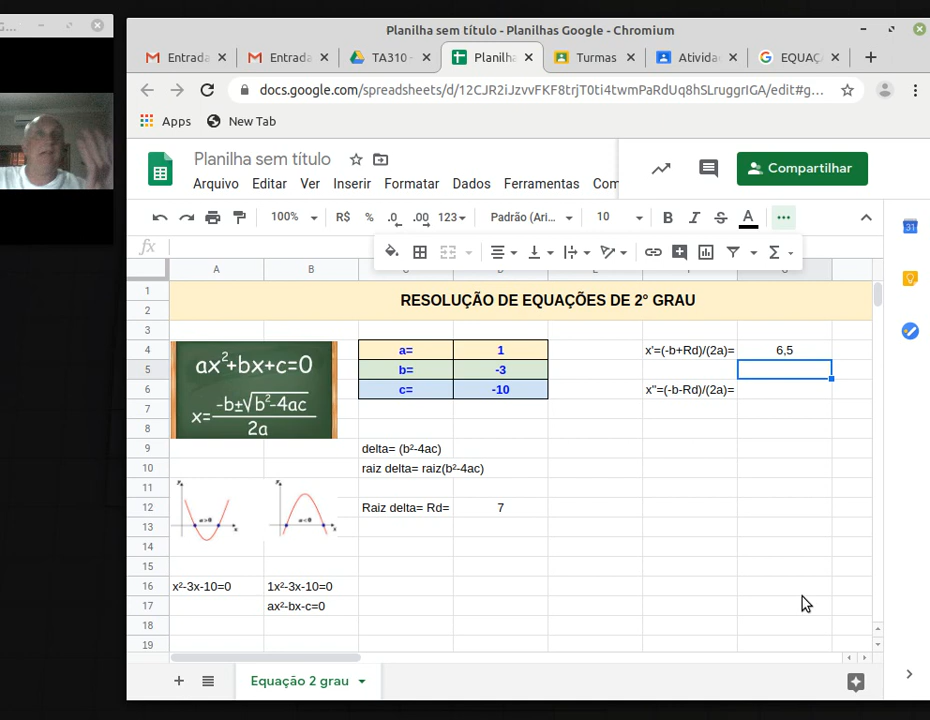 G...
Planilha sem título - Planilhas Google - Chromium
Entrada
Entrada
TA310 -
Planilha
Turmas
Ativida
EQUAÇ
docs.google.com/spreadsheets/d/12CJR2iJzvvFKF8trjT0ti4twmPaRdUq8hSLruggrIGA/edit#g...
Apps
New Tab
Planilha sem título
Compartilhar
Arquivo Editar Ver Inserir Formatar Dados Ferramentas Com
100% R$ % .0 .00 123 Padrão (Ari... 10 B I S A
fx
A B
1
RESOLUÇÃO DE EQUAÇÕES DE 2° GRAU
2
3
4 a= 1 x'=(-b+Rd)/(2a)= 6,5
5 b= -3
6 c= -10 x"=(-b-Rd)/(2a)=
ax²+bx+c=0
x=-b±√b²-4ac
2a
7
8
9 delta= (b²-4ac)
10 raiz delta= raiz(b²-4ac)
11
12 Raiz delta= Rd= 7
a>0
a<0
13
14
15
16 x²-3x-10=0 1x²-3x-10=0
17 ax²-bx-c=0
18
19
Equação 2 grau
31